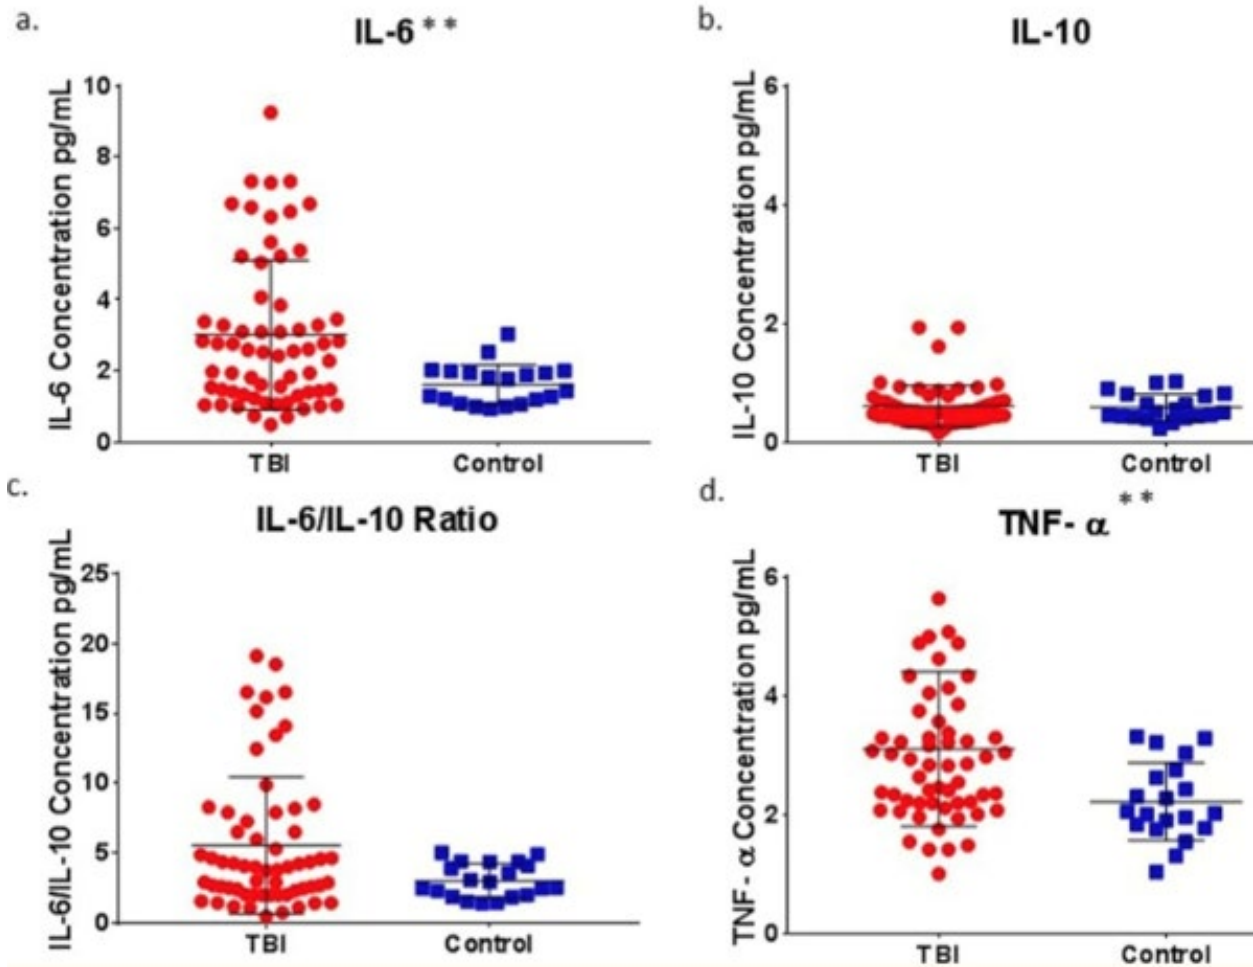 a.
IL-6 **
IL-6 Concentration pg/mL
10
8
6
4
2
0
TBI
Control
b.
IL-10
IL-10 Concentration pg/mL
6
4
2
0
TBI
Control
c.
IL-6/IL-10 Ratio
IL-6/IL-10 Concentration pg/mL
25
20
15
10
5
0
TBI
Control
d.
TNF- α **
TNF- α Concentration pg/mL
6
4
2
0
TBI
Control